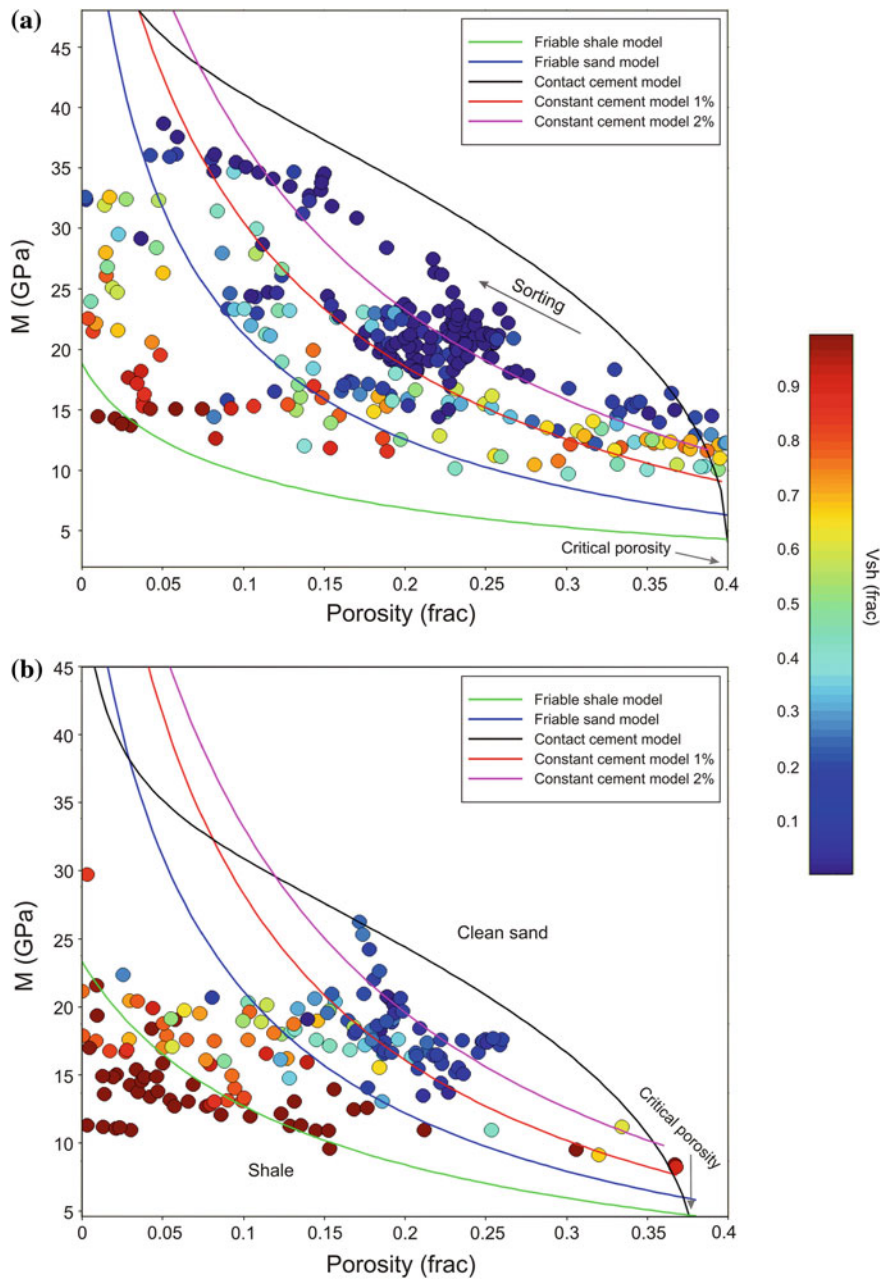 (a)
45
40
35
30
25
20
15
10
5
M (GPa)
Friable shale model
Friable sand model
Contact cement model
Constant cement model 1%
Constant cement model 2%
Sorting
Critical porosity
0 0.05 0.1 0.15 0.2 0.25 0.3 0.35 0.4
Porosity (frac)
(b)
45
40
35
30
25
20
15
10
5
M (GPa)
Friable shale model
Friable sand model
Contact cement model
Constant cement model 1%
Constant cement model 2%
Clean sand
Critical porosity
Shale
0 0.05 0.1 0.15 0.2 0.25 0.3 0.35 0.4
Porosity (frac)
0.9
0.8
0.7
0.6
0.5
0.4
0.3
0.2
0.1
Vsh (frac)